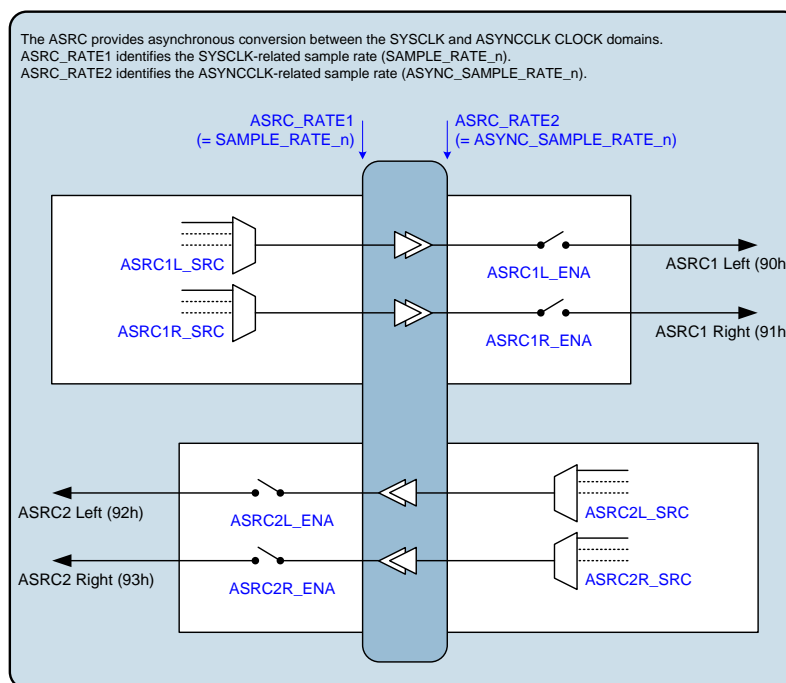 The ASRC provides asynchronous conversion between the SYSCLK and ASYNCCLK CLOCK domains.
ASRC_RATE1 identifies the SYSCLK-related sample rate (SAMPLE_RATE_n).
ASRC_RATE2 identifies the ASYNCCLK-related sample rate (ASYNC_SAMPLE_RATE_n).
ASRC_RATE1
(= SAMPLE_RATE_n)
ASRC_RATE2
(= ASYNC_SAMPLE_RATE_n)
ASRC1L_SRC
ASRC1L_ENA
ASRC1 Left (90h
ASRC1R_SRC
ASRC1R_ENA
ASRC1 Right (91h
ASRC2 Left (92h)
ASRC2L_ENA
ASRC2L_SRC
ASRC2 Right (93h)
ASRC2R_ENA
ASRC2R_SRC